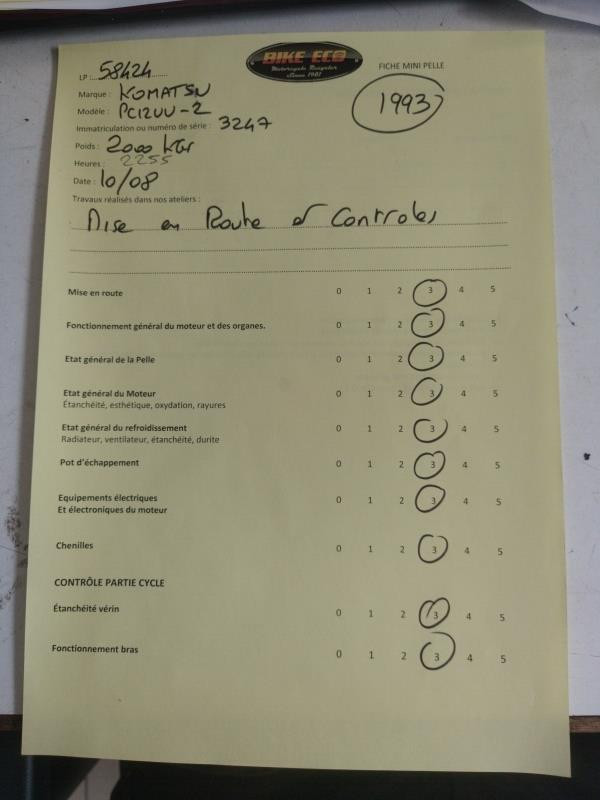 BIKE ECO
Motorcycle Recycler
Since 1981
FICHE MINI PELLE
LP : 58424
Marque : KOMATSU
Modèle : PC12UU-2
1993
Immatriculation ou numéro de série : 3247
Poids : 2000 kgr
Heures : 2255
Date : 10/08
Travaux réalisés dans nos ateliers :
Mise en Route et Controles
Mise en route 0 1 2 3 4 5
Fonctionnement général du moteur et des organes. 0 1 2 3 4 5
Etat général de la Pelle 0 1 2 3 4 5
Etat général du Moteur 0 1 2 3 4 5
Étanchéité, esthétique, oxydation, rayures
Etat général du refroidissement 0 1 2 3 4 5
Radiateur, ventilateur, étanchéité, durite
Pot d'échappement 0 1 2 3 4 5
Equipements électriques 0 1 2 3 4 5
Et électroniques du moteur
Chenilles 0 1 2 3 4 5
CONTRÔLE PARTIE CYCLE
Étanchéité vérin 0 1 2 3 4 5
Fonctionnement bras 0 1 2 3 4 5